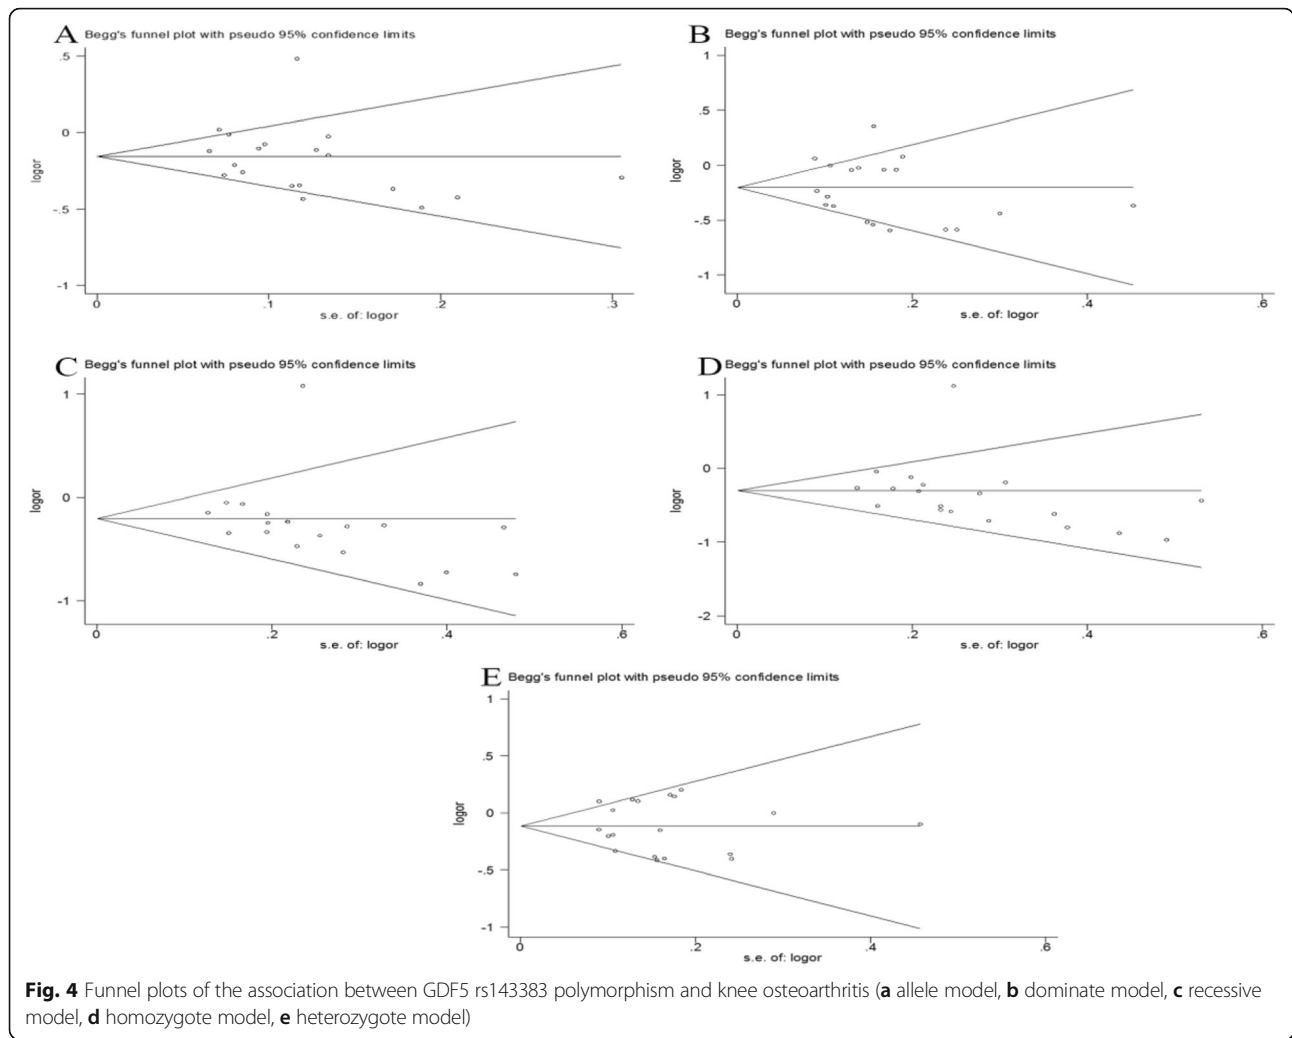 A Begg's funnel plot with pseudo 95% confidence limits
.5
0
-.5
-1
logor
0 .1 .2 .3
s.e. of: logor
B Begg's funnel plot with pseudo 95% confidence limits
1
.5
0
-.5
-1
logor
0 .2 .4 .6
s.e. of: logor
C Begg's funnel plot with pseudo 95% confidence limits
1
0
-1
logor
0 .2 .4 .6
s.e. of: logor
D Begg's funnel plot with pseudo 95% confidence limits
1
0
-1
-2
logor
0 .2 .4 .6
s.e. of: logor
E Begg's funnel plot with pseudo 95% confidence limits
1
.5
0
-.5
-1
logor
0 .2 .4 .6
s.e. of: logor
Fig. 4 Funnel plots of the association between GDF5 rs143383 polymorphism and knee osteoarthritis (a allele model, b dominate model, c recessive
model, d homozygote model, e heterozygote model)